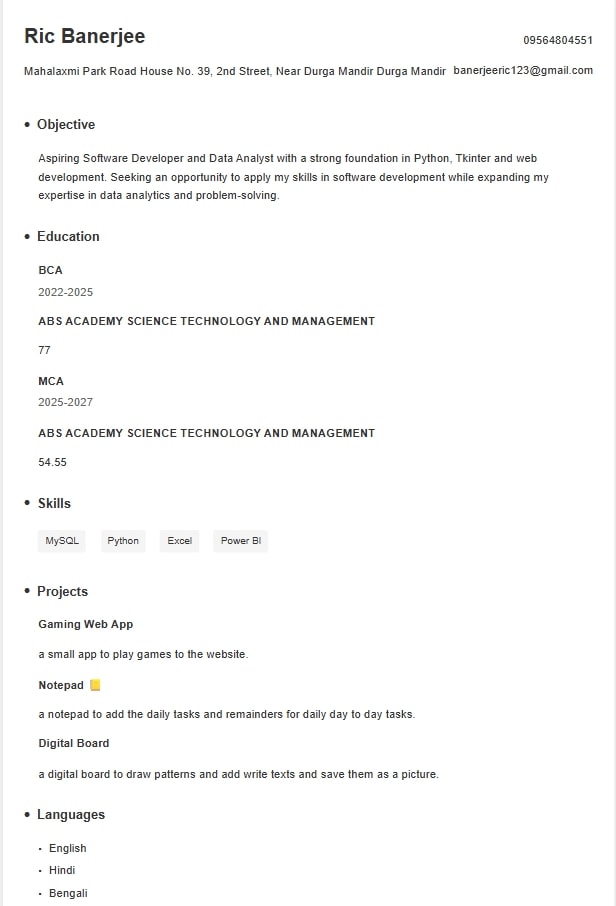 Ric Banerjee
09564804551
Mahalaxmi Park Road House No. 39, 2nd Street, Near Durga Mandir Durga Mandir banerjeeric123@gmail.com
• Objective
Aspiring Software Developer and Data Analyst with a strong foundation in Python, Tkinter and web
development. Seeking an opportunity to apply my skills in software development while expanding my
expertise in data analytics and problem-solving.
• Education
BCA
2022-2025
ABS ACADEMY SCIENCE TECHNOLOGY AND MANAGEMENT
77
MCA
2025-2027
ABS ACADEMY SCIENCE TECHNOLOGY AND MANAGEMENT
54.55
• Skills
MySQL Python Excel Power BI
• Projects
Gaming Web App
a small app to play games to the website.
Notepad 📒
a notepad to add the daily tasks and remainders for daily day to day tasks.
Digital Board
a digital board to draw patterns and add write texts and save them as a picture.
• Languages
• English
• Hindi
• Bengali